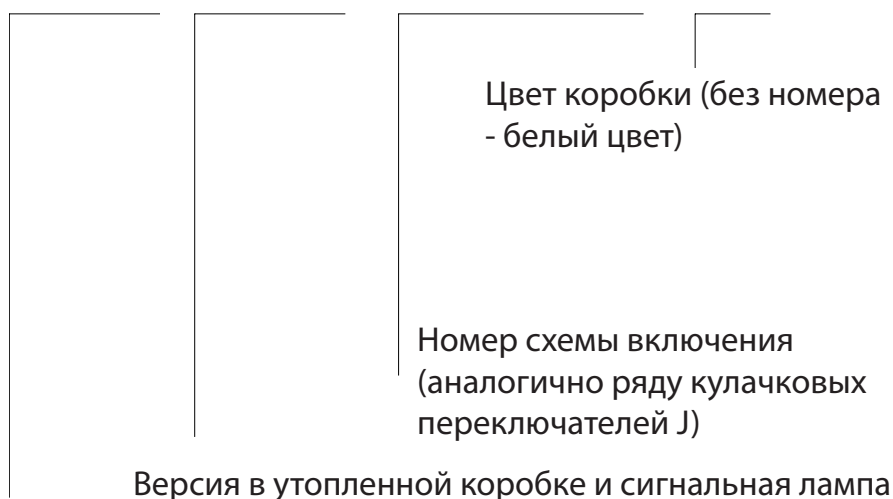 Цвет коробки (без номера
- белый цвет)
Номер схемы включения
(аналогично ряду кулачковых
переключателей J)
Версия в утопленной коробке и сигнальная лампа